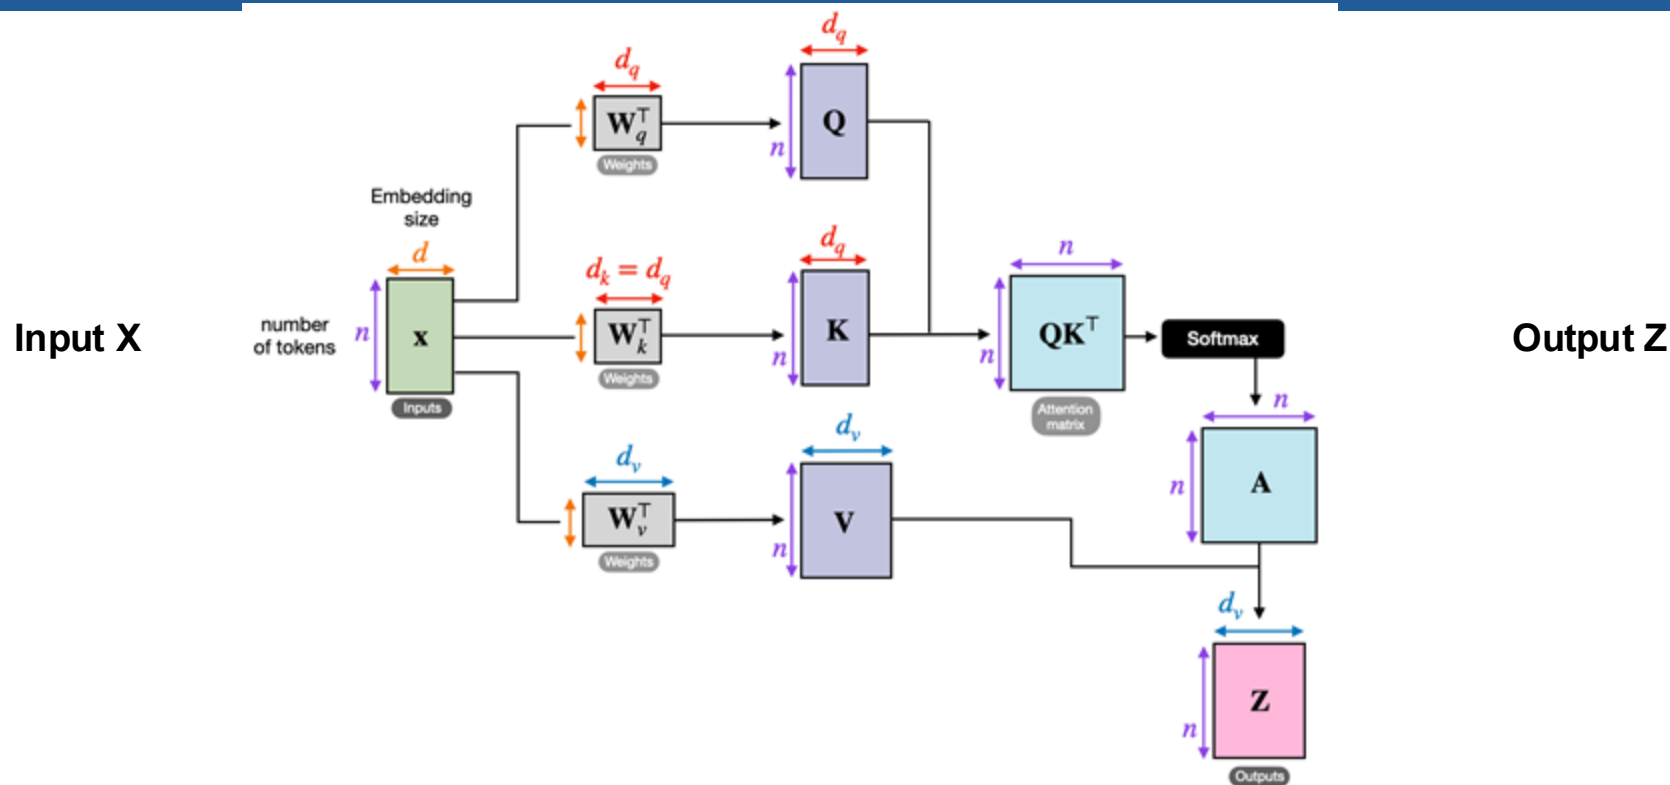 Input X
Embedding
size
d
number
of tokens
n
x
Inputs
d_q
W_q^⊤
Weights
d_q
n
Q
d_k = d_q
W_k^⊤
Weights
d_q
n
K
d_v
W_v^⊤
Weights
d_v
n
V
n
n
QK^⊤
Attention
matrix
Softmax
n
n
A
d_v
n
Z
Outputs
Output Z